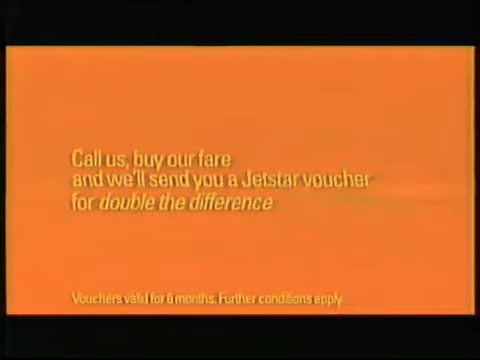 Call us, buy our fare
and we'll send you a Jetstar voucher
for double the difference
Vouchers valid for 6 months. Further conditions apply